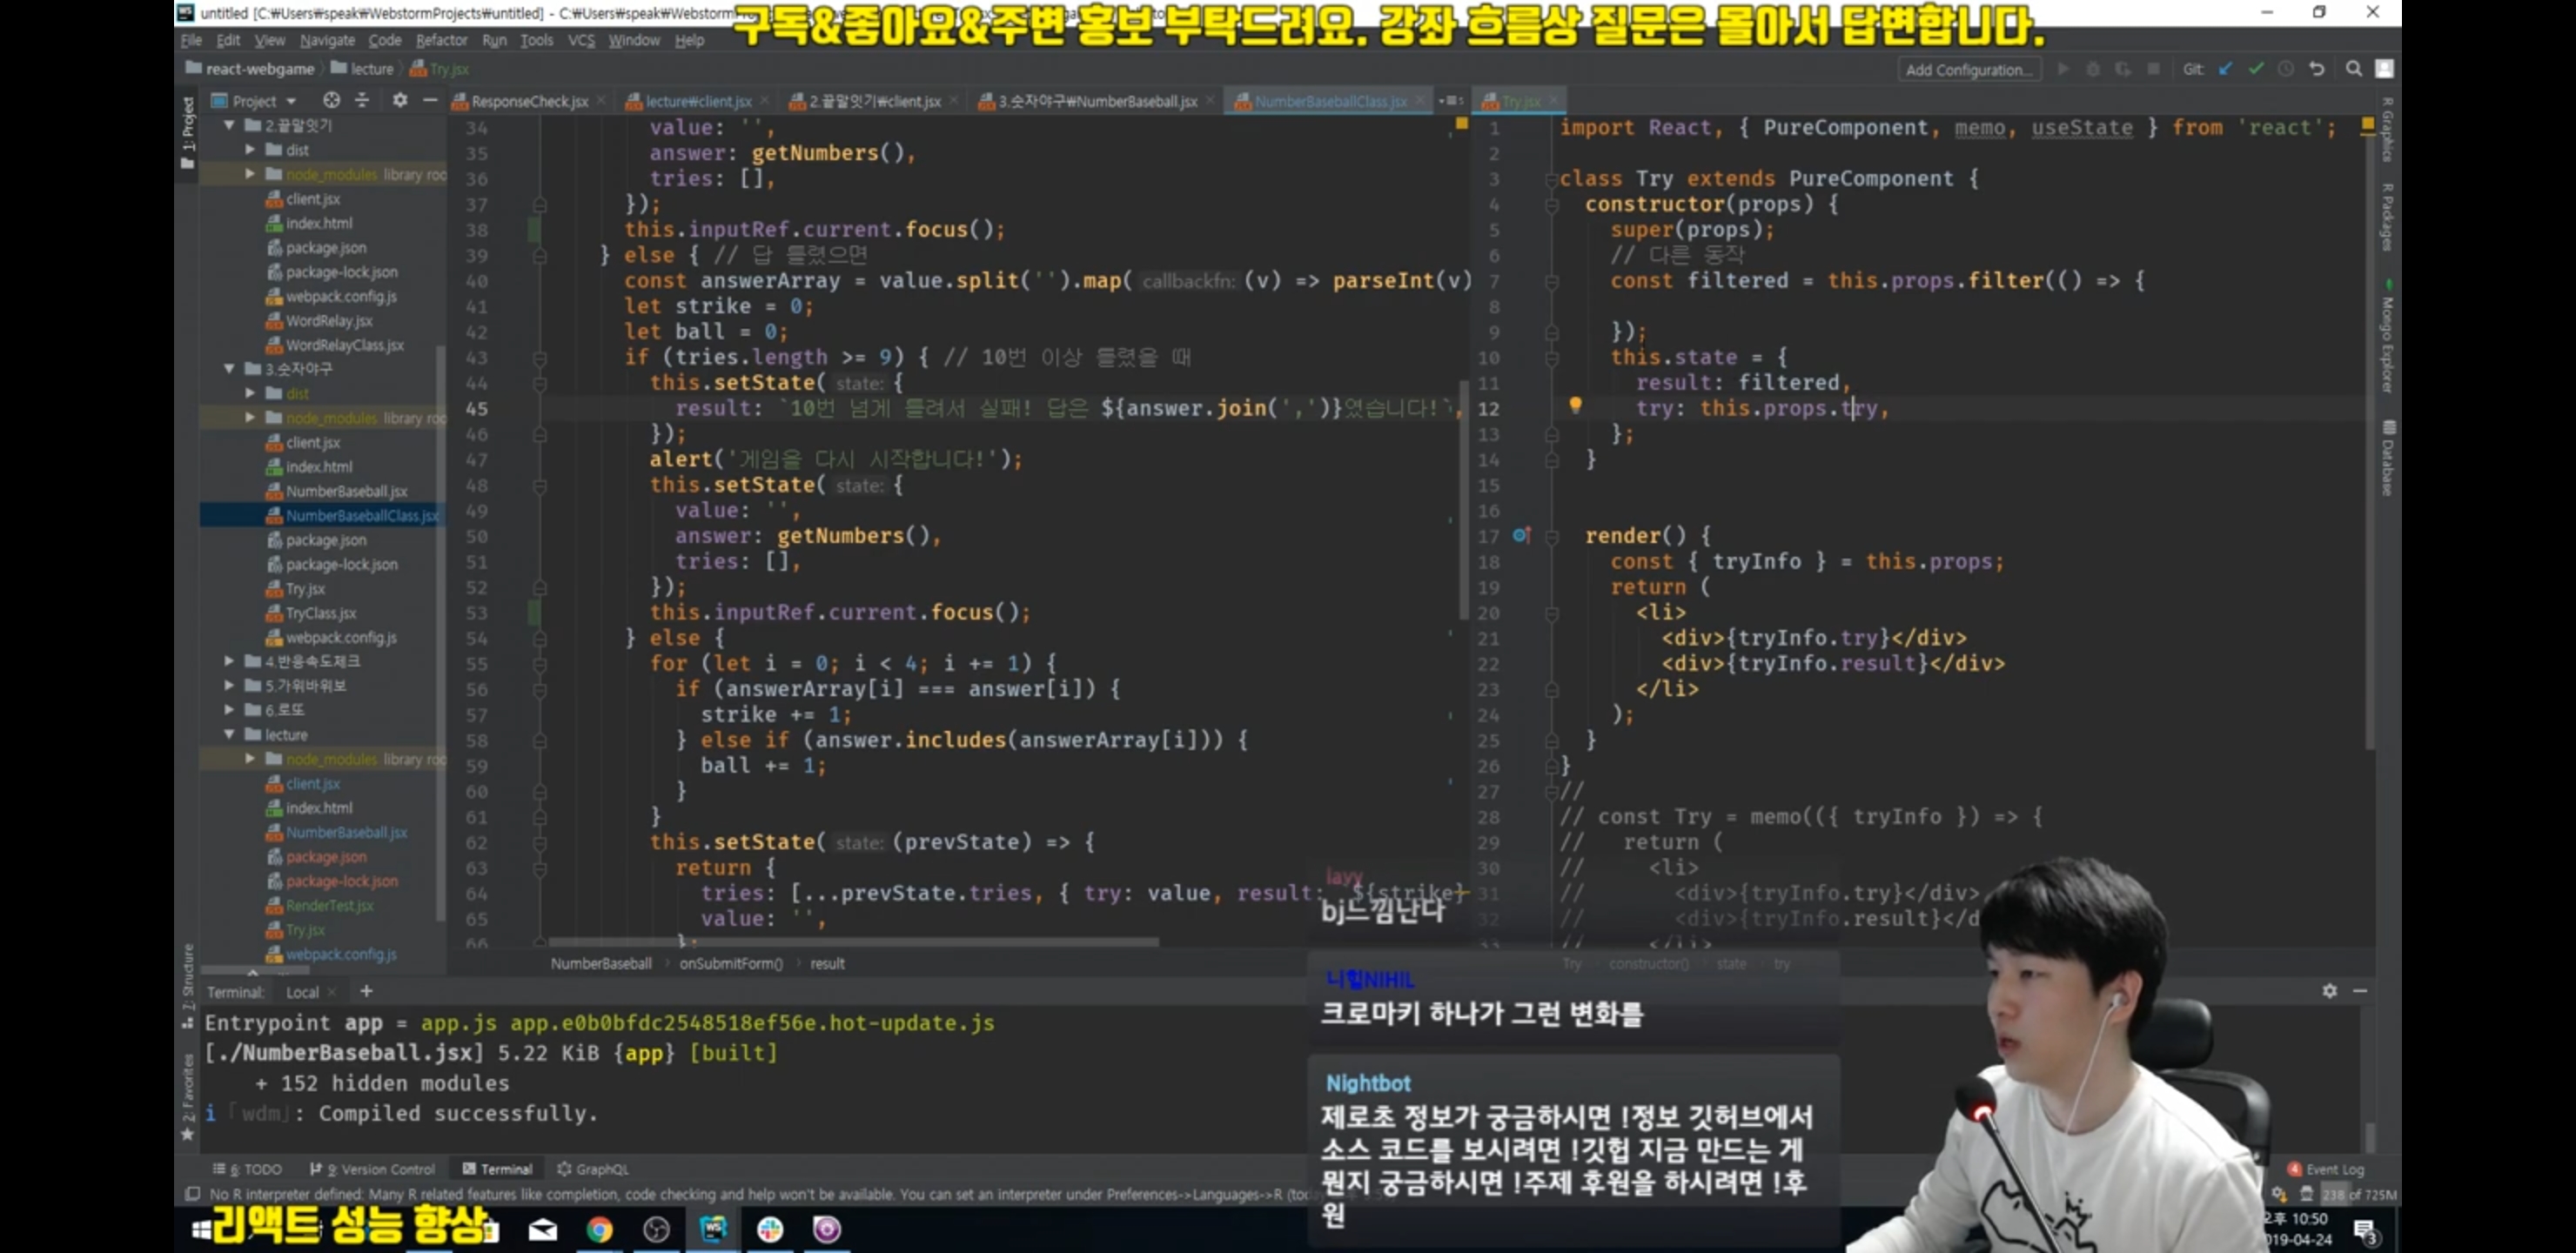 untitled [C:₩Users₩speak₩WebstormProjects₩untitled] - C:₩Users₩speak₩WebstormPro
구독&좋아요&주변 홍보 부탁드려요. 강좌 흐름상 질문은 몰아서 답변합니다.
File Edit View Navigate Code Refactor Run Tools VCS Window Help
react-webgame lecture Try.jsx
Add Configuration... Git:
Project
ResponseCheck.jsx lecture₩client.jsx 2.끝말잇기₩client.jsx 3.숫자야구₩NumberBaseball.jsx NumberBaseballClass.jsx Try.jsx
1: Project
2.끝말잇기
dist
node_modules library roo
client.jsx
index.html
package.json
package-lock.json
webpack.config.js
WordRelay.jsx
WordRelayClass.jsx
3.숫자야구
dist
node_modules library roo
client.jsx
index.html
NumberBaseball.jsx
NumberBaseballClass.jsx
package.json
package-lock.json
Try.jsx
TryClass.jsx
webpack.config.js
4.반응속도체크
5.가위바위보
6.로또
lecture
node_modules library roo
client.jsx
index.html
NumberBaseball.jsx
package.json
package-lock.json
RenderTest.jsx
Try.jsx
webpack.config.js
7: Structure
2: Favorites
34 value: '',
35 answer: getNumbers(),
36 tries: [],
37 });
38 this.inputRef.current.focus();
39 } else { // 답 틀렸으면
40 const answerArray = value.split('').map( callbackfn: (v) => parseInt(v)
41 let strike = 0;
42 let ball = 0;
43 if (tries.length >= 9) { // 10번 이상 틀렸을 때
44 this.setState( state: {
45 result: `10번 넘게 틀려서 실패! 답은 ${answer.join(',')}였습니다!`,
46 });
47 alert('게임을 다시 시작합니다!');
48 this.setState( state: {
49 value: '',
50 answer: getNumbers(),
51 tries: [],
52 });
53 this.inputRef.current.focus();
54 } else {
55 for (let i = 0; i < 4; i += 1) {
56 if (answerArray[i] === answer[i]) {
57 strike += 1;
58 } else if (answer.includes(answerArray[i])) {
59 ball += 1;
60 }
61 }
62 this.setState( state: (prevState) => {
63 return {
64 tries: [...prevState.tries, { try: value, result: `${strike}
65 value: '',
66 };
NumberBaseball onSubmitForm() result
1 import React, { PureComponent, memo, useState } from 'react';
2
3 class Try extends PureComponent {
4 constructor(props) {
5 super(props);
6 // 다른 동작
7 const filtered = this.props.filter(() => {
8
9 });
10 this.state = {
11 result: filtered,
12 try: this.props.try,
13 };
14 }
15
16
17 render() {
18 const { tryInfo } = this.props;
19 return (
20 <li>
21 <div>{tryInfo.try}</div>
22 <div>{tryInfo.result}</div>
23 </li>
24 );
25 }
26 }
27 //
28 // const Try = memo(({ tryInfo }) => {
29 // return (
30 // <li>
31 // <div>{tryInfo.try}</div>
32 // <div>{tryInfo.result}</d
33 // </li>
Try constructor() state try
R Graphics
R Packages
Mongo Explorer
Database
Terminal: Local +
Entrypoint app = app.js app.e0b0bfdc2548518ef56e.hot-update.js
[./NumberBaseball.jsx] 5.22 KiB {app} [built]
+ 152 hidden modules
i ｢wdm｣: Compiled successfully.
layy
bj느낌난다
니힐NIHIL
크로마키 하나가 그런 변화를
Nightbot
제로초 정보가 궁금하시면 !정보 깃허브에서
소스 코드를 보시려면 !깃헙 지금 만드는 게
뭔지 궁금하시면 !주제 후원을 하시려면 !후
원
6: TODO 9: Version Control Terminal GraphQL
4 Event Log
No R interpreter defined: Many R related features like completion, code checking and help won't be available. You can set an interpreter under Preferences->Languages->R (toda
238 of 725M
리액트 성능 향상
오후 10:50
2019-04-24
3